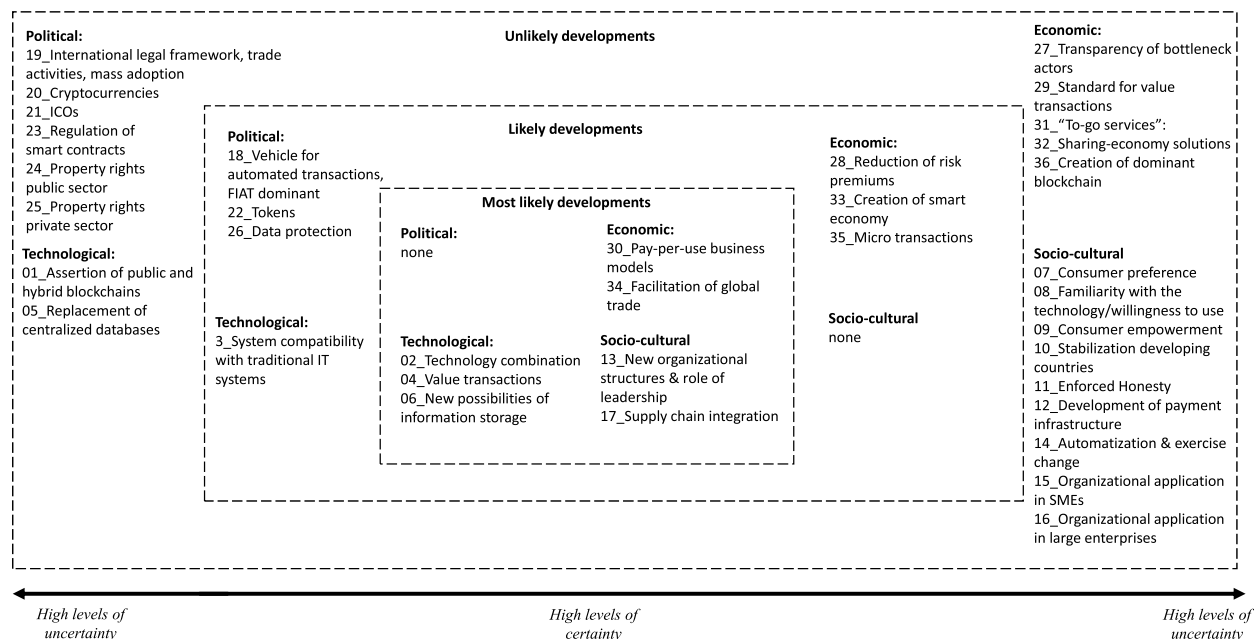 Unlikely developments
Political:
19_International legal framework, trade
activities, mass adoption
20_Cryptocurrencies
21_ICOs
23_Regulation of
smart contracts
24_Property rights
public sector
25_Property rights
private sector
Technological:
01_Assertion of public and
hybrid blockchains
05_Replacement of
centralized databases
Economic:
27_Transparency of bottleneck
actors
29_Standard for value
transactions
31_“To-go services”:
32_Sharing-economy solutions
36_Creation of dominant
blockchain
Socio-cultural
07_Consumer preference
08_Familiarity with the
technology/willingness to use
09_Consumer empowerment
10_Stabilization developing
countries
11_Enforced Honesty
12_Development of payment
infrastructure
14_Automatization & exercise
change
15_Organizational application
in SMEs
16_Organizational application
in large enterprises
Likely developments
Political:
18_Vehicle for
automated transactions,
FIAT dominant
22_Tokens
26_Data protection
Technological:
3_System compatibility
with traditional IT
systems
Economic:
28_Reduction of risk
premiums
33_Creation of smart
economy
35_Micro transactions
Socio-cultural
none
Most likely developments
Political:
none
Economic:
30_Pay-per-use business
models
34_Facilitation of global
trade
Technological:
02_Technology combination
04_Value transactions
06_New possibilities of
information storage
Socio-cultural
13_New organizational
structures & role of
leadership
17_Supply chain integration
High levels of
uncertainty
High levels of
certainty
High levels of
uncertainty